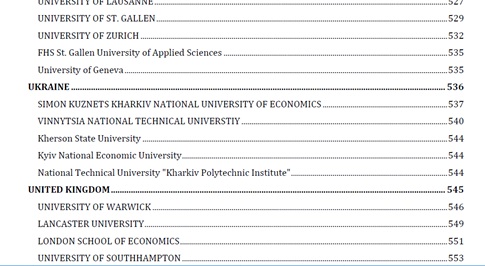 UNIVERSITY OF LAUSANNE ........ 527
UNIVERSITY OF ST. GALLEN ........ 529
UNIVERSITY OF ZURICH ........ 532
FHS St. Gallen University of Applied Sciences ........ 535
University of Geneva ........ 535
UKRAINE ........ 536
SIMON KUZNETS KHARKIV NATIONAL UNIVERSITY OF ECONOMICS ........ 537
VINNYTSIA NATIONAL TECHNICAL UNIVERSTIY ........ 540
Kherson State University ........ 544
Kyiv National Economic University ........ 544
National Technical University "Kharkiv Polytechnic Institute" ........ 544
UNITED KINGDOM ........ 545
UNIVERSITY OF WARWICK ........ 546
LANCASTER UNIVERSITY ........ 549
LONDON SCHOOL OF ECONOMICS ........ 551
UNIVERSITY OF SOUTHHAMPTON ........ 553